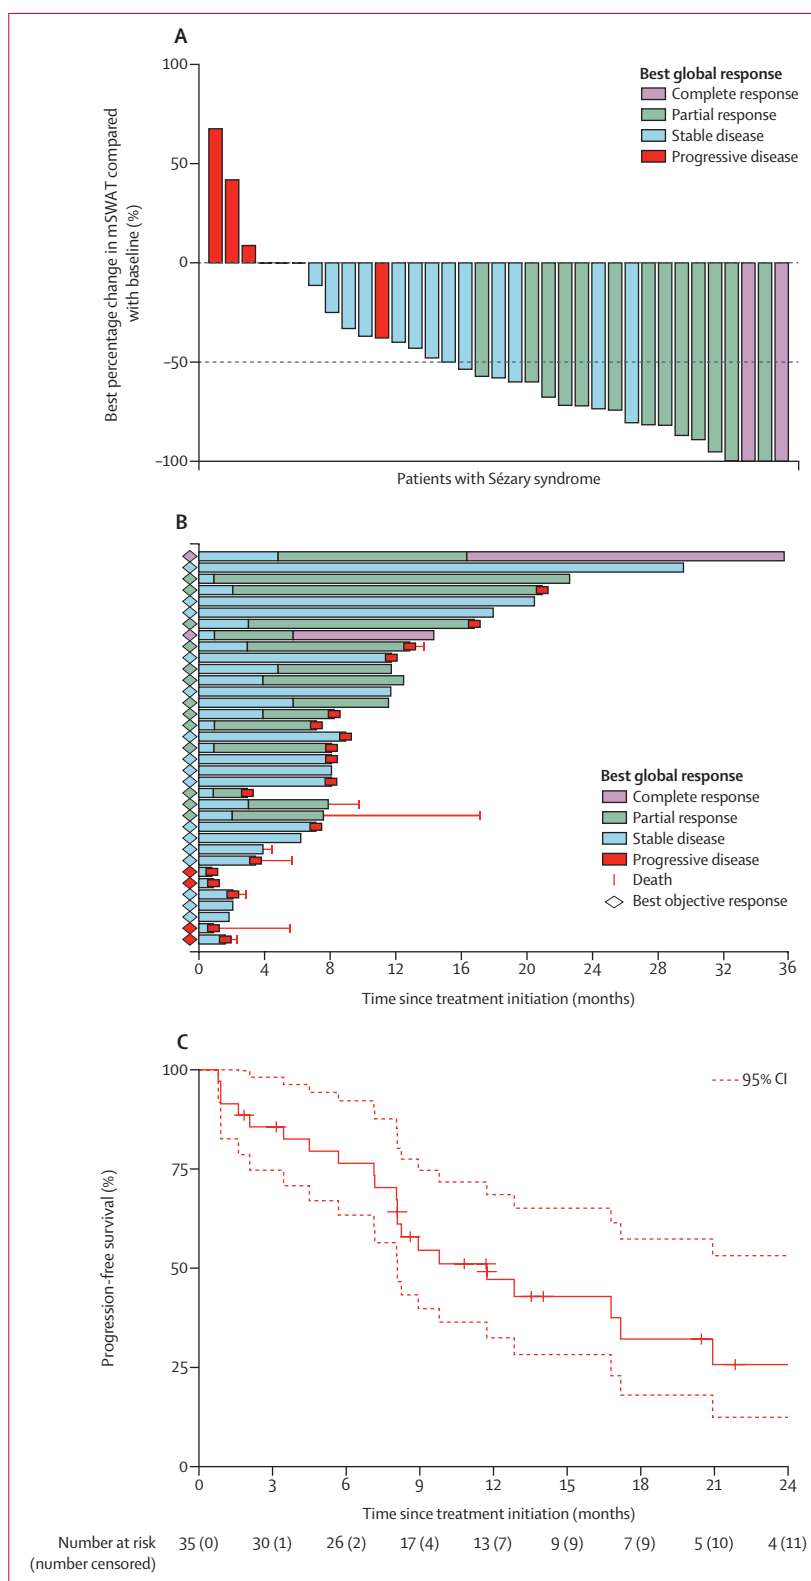 A
Best percentage change in mSWAT compared
with baseline (%)
100
50
0
–50
–100
Best global response
Complete response
Partial response
Stable disease
Progressive disease
Patients with Sézary syndrome
B
Best global response
Complete response
Partial response
Stable disease
Progressive disease
Death
Best objective response
0 4 8 12 16 20 24 28 32 36
Time since treatment initiation (months)
C
Progression-free survival (%)
100
75
50
25
0
95% CI
0 3 6 9 12 15 18 21 24
Time since treatment initiation (months)
Number at risk
(number censored)
35 (0) 30 (1) 26 (2) 17 (4) 13 (7) 9 (9) 7 (9) 5 (10) 4 (11)